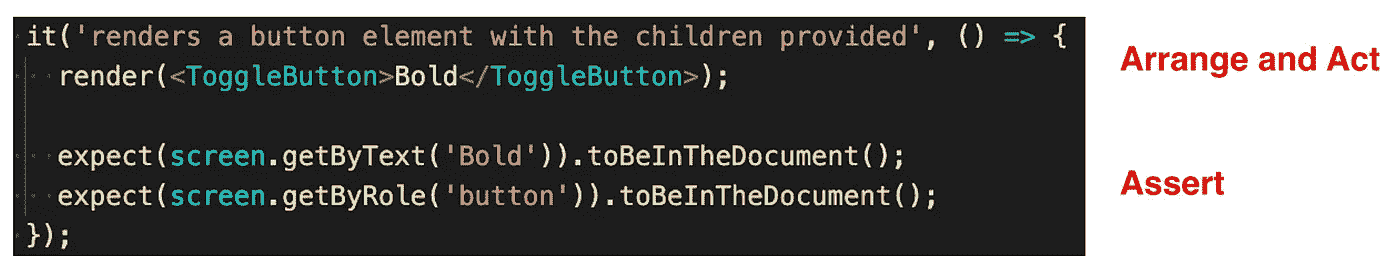 it('renders a button element with the children provided', () => {
render(<ToggleButton>Bold</ToggleButton>);
Arrange and Act
expect(screen.getByText('Bold')).toBeInTheDocument();
expect(screen.getByRole('button')).toBeInTheDocument();
});
Assert